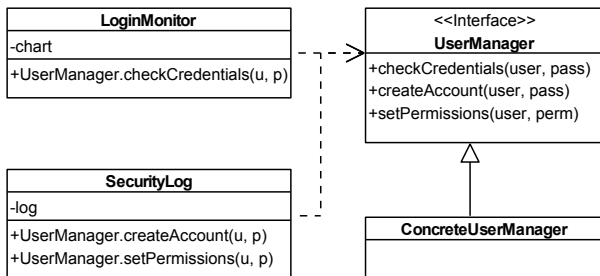 LoginMonitor
-chart
+UserManager.checkCredentials(u, p)
<<Interface>>
UserManager
+checkCredentials(user, pass)
+createAccount(user, pass)
+setPermissions(user, perm)
SecurityLog
-log
+UserManager.createAccount(u, p)
+UserManager.setPermissions(u, p)
ConcreteUserManager